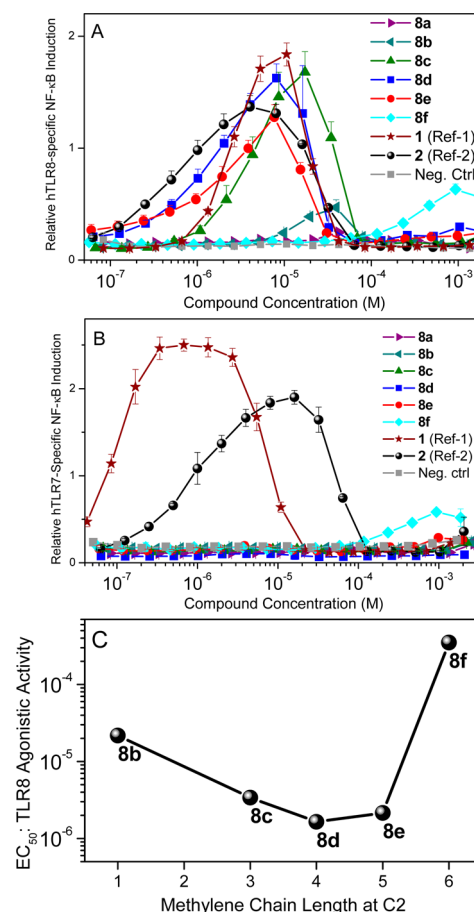 A
Relative hTLR8-specific NF-κB Induction
2
1
0
8a
8b
8c
8d
8e
8f
1 (Ref-1)
2 (Ref-2)
Neg. Ctrl
10⁻⁷ 10⁻⁶ 10⁻⁵ 10⁻⁴ 10⁻³
Compound Concentration (M)
B
Relative hTLR7-Specific NF-κB Induction
2
1
0
8a
8b
8c
8d
8e
8f
1 (Ref-1)
2 (Ref-2)
Neg. ctrl
10⁻⁷ 10⁻⁶ 10⁻⁵ 10⁻⁴ 10⁻³
Compound Concentration (M)
C
EC₅₀: TLR8 Agonistic Activity
10⁻⁴
10⁻⁵
10⁻⁶
8b
8c
8d
8e
8f
1 2 3 4 5 6
Methylene Chain Length at C2